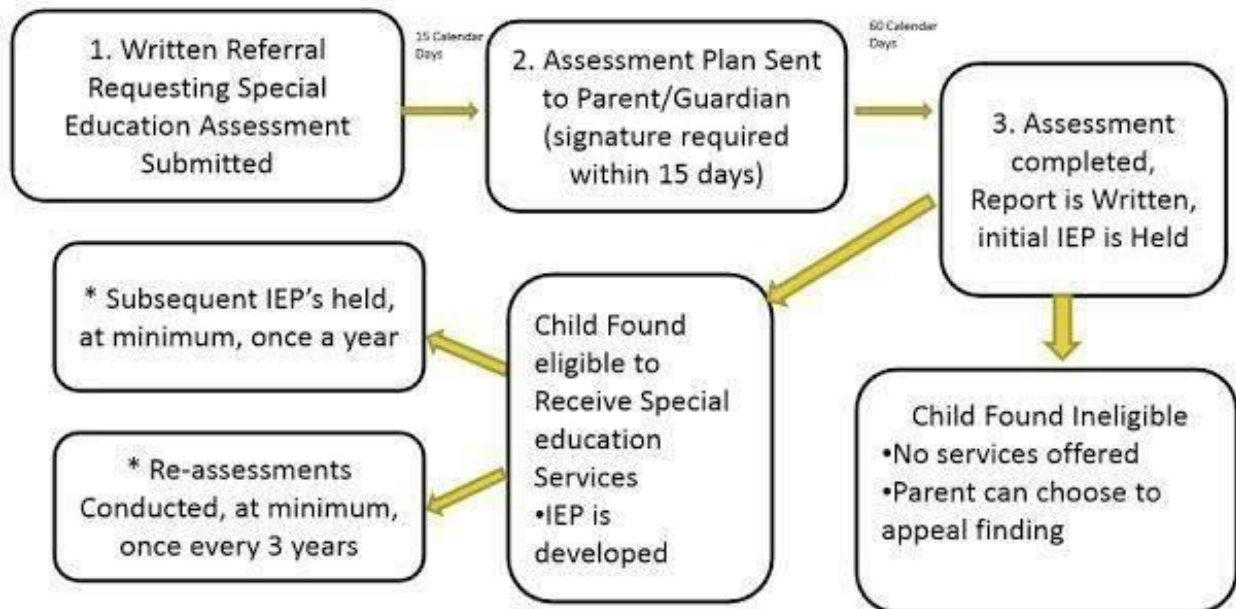 1. Written Referral
Requesting Special
Education Assessment
Submitted
15 Calendar
Days
2. Assessment Plan Sent
to Parent/Guardian
(signature required
within 15 days)
60 Calendar
Days
3. Assessment
completed,
Report is Written,
initial IEP is Held
* Subsequent IEP's held,
at minimum, once a year
* Re-assessments
Conducted, at minimum,
once every 3 years
Child Found
eligible to
Receive Special
education
Services
•IEP is
developed
Child Found Ineligible
•No services offered
•Parent can choose to
appeal finding